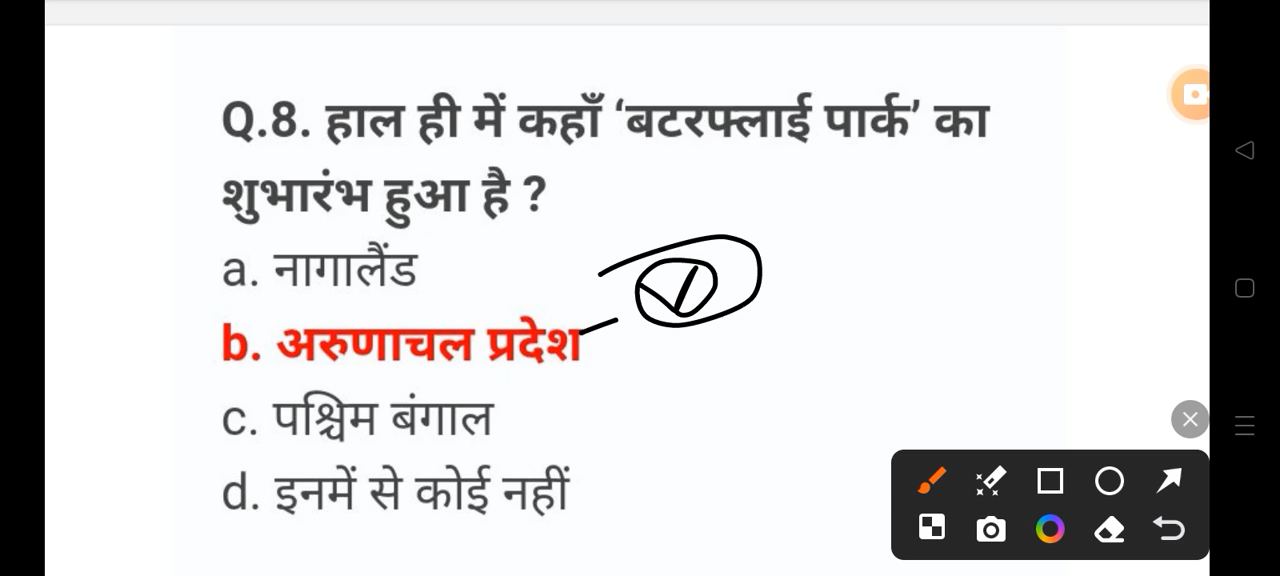 Q.8. हाल ही में कहाँ ‘बटरफ्लाई पार्क’ का
शुभारंभ हुआ है ?
a. नागालैंड
b. अरुणाचल प्रदेश
c. पश्चिम बंगाल
d. इनमें से कोई नहीं